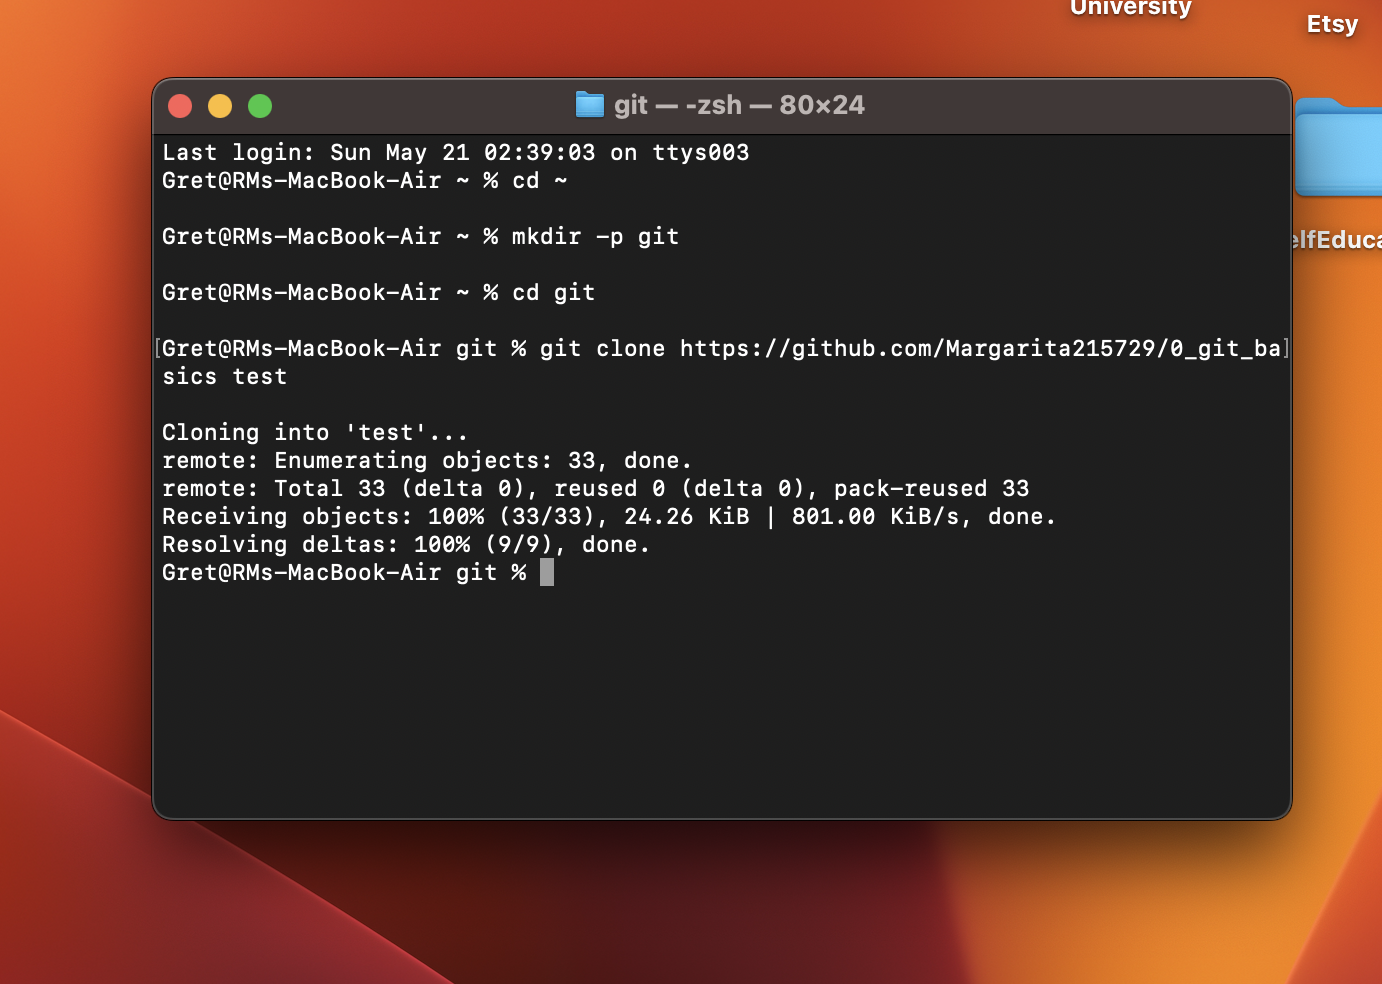 University
Etsy
git — -zsh — 80×24
Last login: Sun May 21 02:39:03 on ttys003
Gret@RMs-MacBook-Air ~ % cd ~
Gret@RMs-MacBook-Air ~ % mkdir -p git
Gret@RMs-MacBook-Air ~ % cd git
[Gret@RMs-MacBook-Air git % git clone https://github.com/Margarita215729/0_git_ba]
sics test
Cloning into 'test'...
remote: Enumerating objects: 33, done.
remote: Total 33 (delta 0), reused 0 (delta 0), pack-reused 33
Receiving objects: 100% (33/33), 24.26 KiB | 801.00 KiB/s, done.
Resolving deltas: 100% (9/9), done.
Gret@RMs-MacBook-Air git %
elfEduca